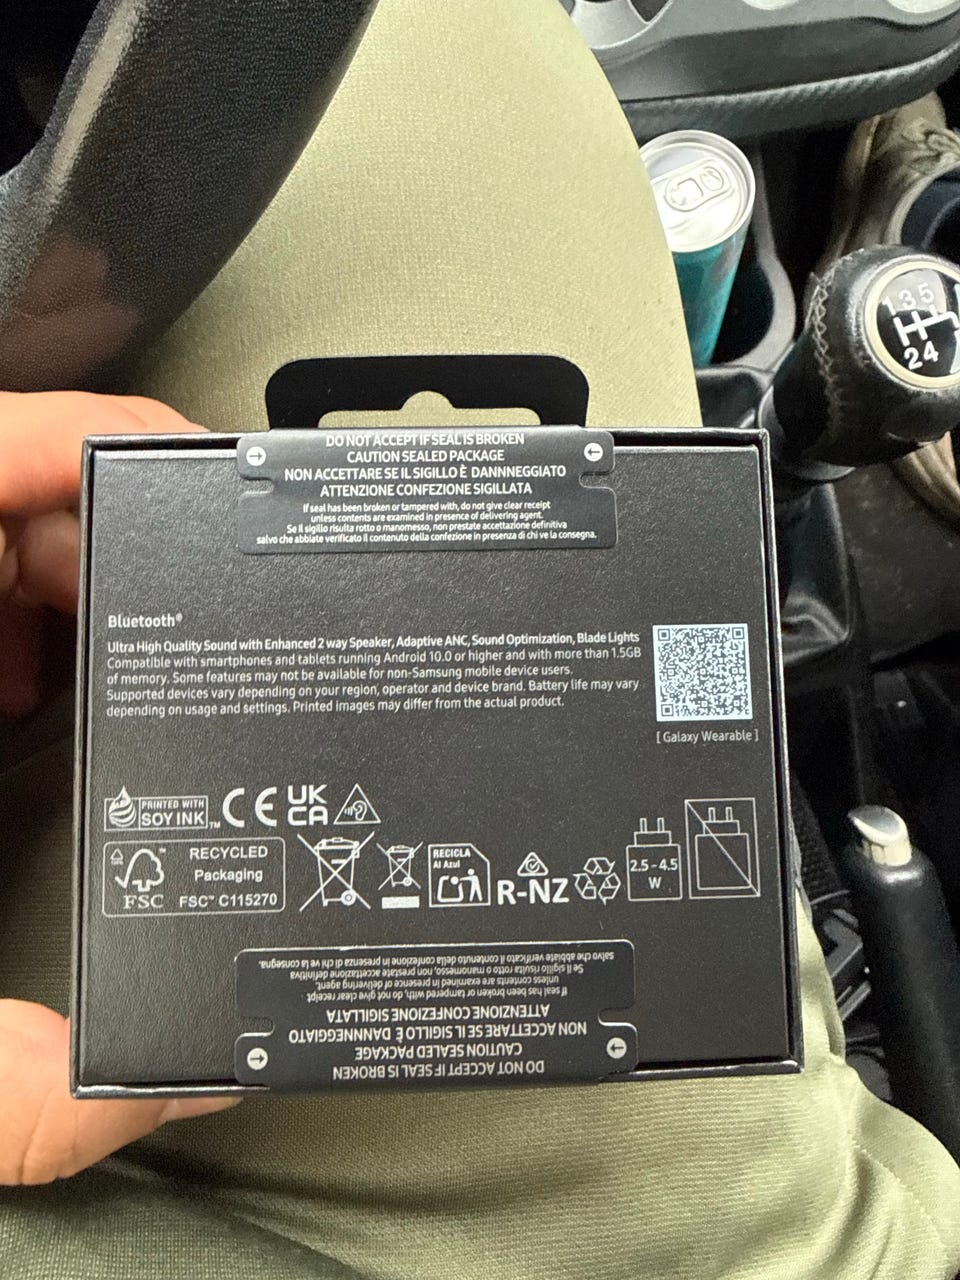 1 3 5
2 4
DO NOT ACCEPT IF SEAL IS BROKEN
CAUTION SEALED PACKAGE
NON ACCETTARE SE IL SIGILLO È DANNNEGGIATO
ATTENZIONE CONFEZIONE SIGILLATA
If seal has been broken or tampered with, do not give clear receipt
unless contents are examined in presence of delivering agent.
Se il sigillo risulta rotto o manomesso, non prestate accettazione definitiva
salvo che abbiate verificato il contenuto della confezione in presenza di chi ve la consegna.
Bluetooth®
Ultra High Quality Sound with Enhanced 2 way Speaker, Adaptive ANC, Sound Optimization, Blade Lights
Compatible with smartphones and tablets running Android 10.0 or higher and with more than 1.5GB
of memory. Some features may not be available for non-Samsung mobile device users.
Supported devices vary depending on your region, operator and device brand. Battery life may vary
depending on usage and settings. Printed images may differ from the actual product.
[ Galaxy Wearable ]
PRINTED WITH
SOY INK™
CE
UK
CA
RECYCLED
Packaging
FSC
FSC™ C115270
RECICLA
Al Azul
R-NZ
2.5 - 4.5
W
DO NOT ACCEPT IF SEAL IS BROKEN
CAUTION SEALED PACKAGE
NON ACCETTARE SE IL SIGILLO È DANNNEGGIATO
ATTENZIONE CONFEZIONE SIGILLATA
If seal has been broken or tampered with, do not give clear receipt.
unless contents are examined in presence of delivering agent.
Se il sigillo risulta rotto o manomesso, non prestate accettazione definitiva
salvo che abbiate verificato il contenuto della confezione in presenza di chi ve la consegna.